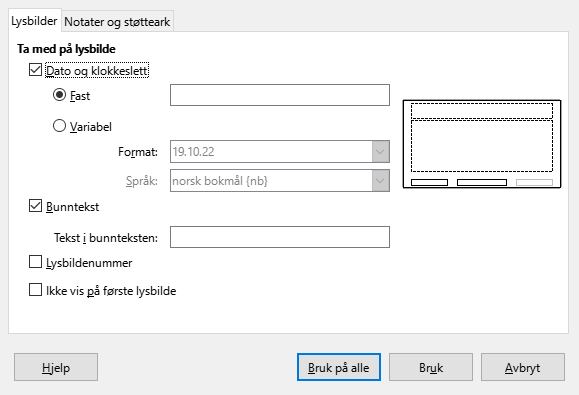 Lysbilder Notater og støtteark
Ta med på lysbilde
Dato og klokkeslett
Fast
Variabel
Format: 19.10.22
Språk: norsk bokmål {nb}
Bunntekst
Tekst i bunnteksten:
Lysbildenummer
Ikke vis på første lysbilde
Hjelp Bruk på alle Bruk Avbryt